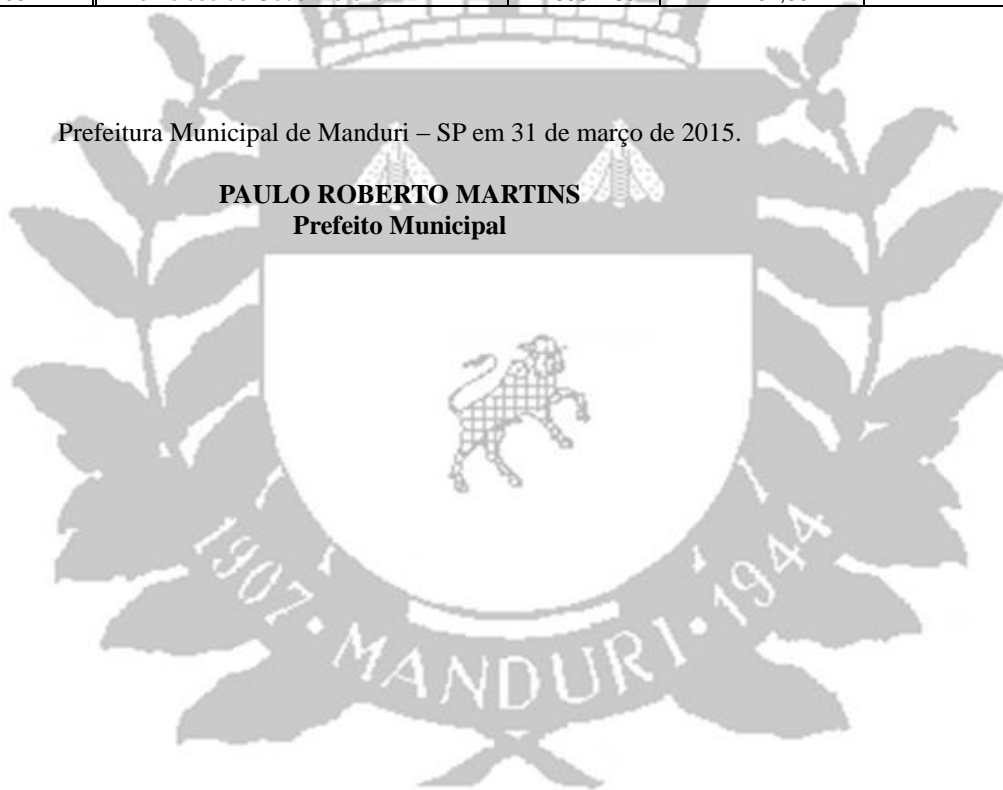 Prefeitura Municipal de Manduri – SP em 31 de março de 2015.
PAULO ROBERTO MARTINS
Prefeito Municipal
1907 • MANDURI • 1944